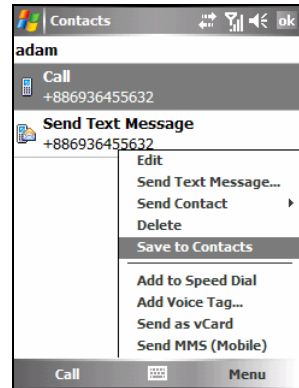 Contacts
ok
adam
Call
+886936455632
Send Text Message
+886936455632
Edit
Send Text Message...
Send Contact
Delete
Save to Contacts
Add to Speed Dial
Add Voice Tag...
Send as vCard
Send MMS (Mobile)
Call
Menu